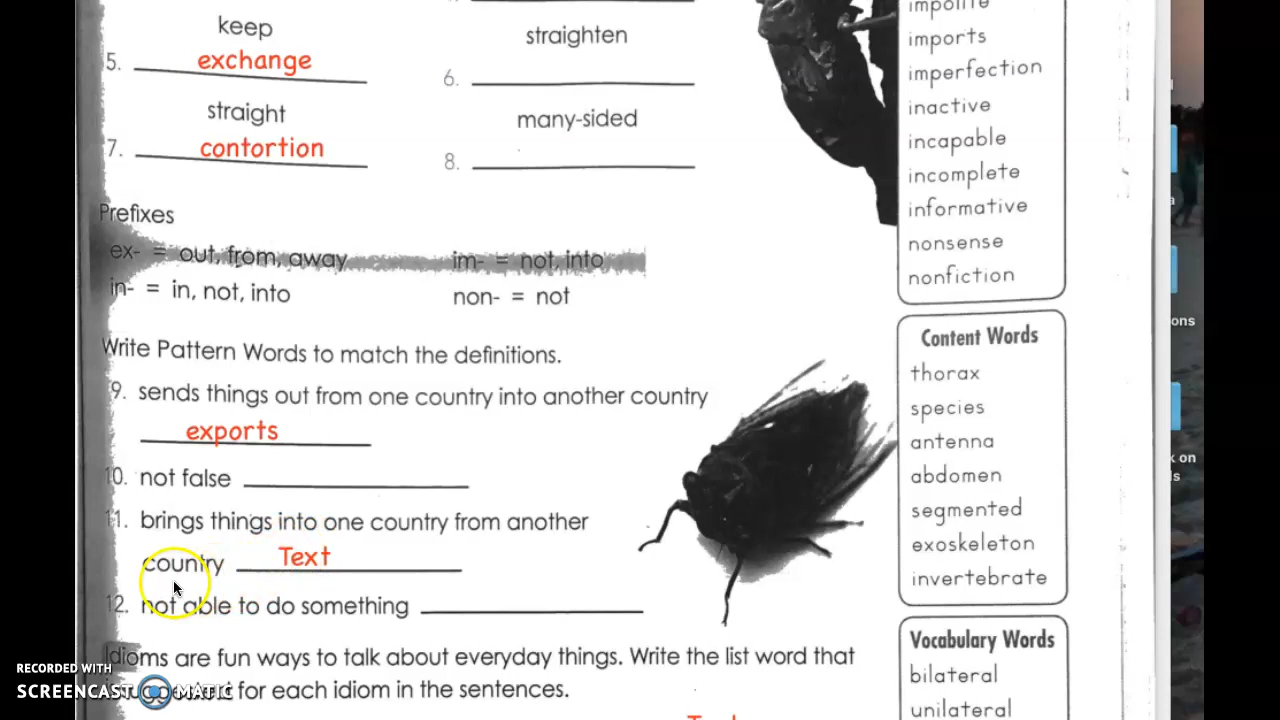 keep
straighten
5. exchange
6.
straight
many-sided
7. contortion
8.
Prefixes
ex- = out, from, away
im- = not, into
in- = in, not, into
non- = not
Write Pattern Words to match the definitions.
9. sends things out from one country into another country
exports
10. not false
11. brings things into one country from another
country Text
12. not able to do something
Idioms are fun ways to talk about everyday things. Write the list word that
for each idiom in the sentences.
impolite
imports
imperfection
inactive
incapable
incomplete
informative
nonsense
nonfiction
Content Words
thorax
species
antenna
abdomen
segmented
exoskeleton
invertebrate
Vocabulary Words
bilateral
unilateral
ons
k on
ls
RECORDED WITH
SCREENCAST-O-MATIC